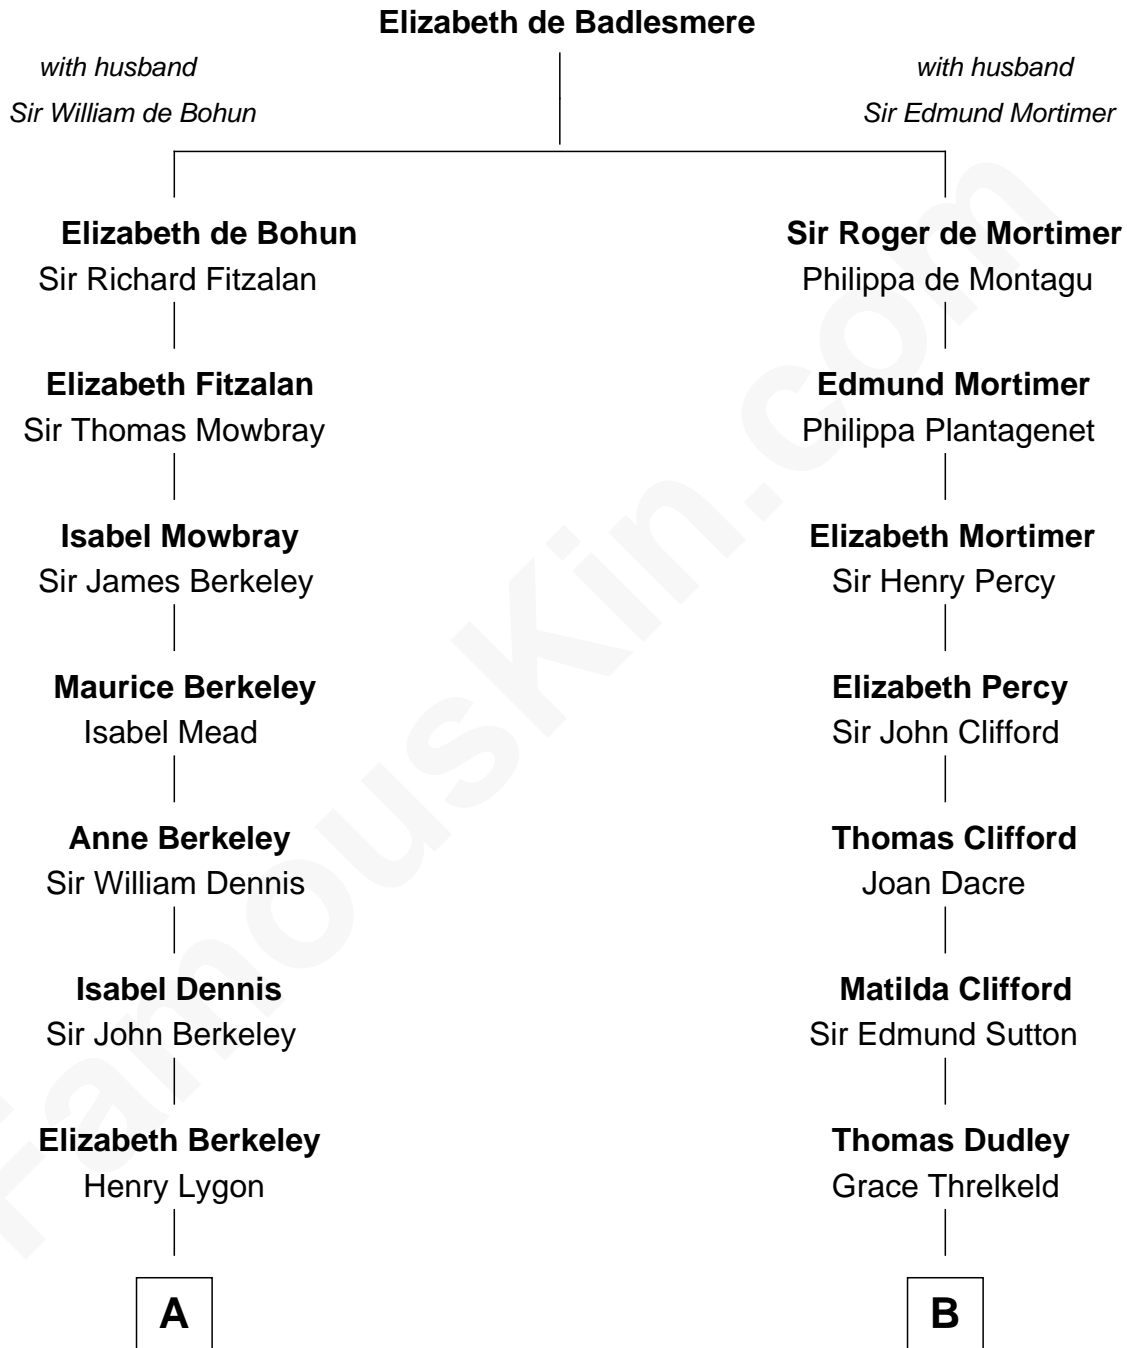 Elizabeth de Badlesmere
with husband
Sir William de Bohun
with husband
Sir Edmund Mortimer
Elizabeth de Bohun
Sir Richard Fitzalan
Sir Roger de Mortimer
Philippa de Montagu
Elizabeth Fitzalan
Sir Thomas Mowbray
Edmund Mortimer
Philippa Plantagenet
Isabel Mowbray
Sir James Berkeley
Elizabeth Mortimer
Sir Henry Percy
Maurice Berkeley
Isabel Mead
Elizabeth Percy
Sir John Clifford
Anne Berkeley
Sir William Dennis
Thomas Clifford
Joan Dacre
Isabel Dennis
Sir John Berkeley
Matilda Clifford
Sir Edmund Sutton
Elizabeth Berkeley
Henry Lygon
Thomas Dudley
Grace Threlkeld
A
B
FamousKin.com